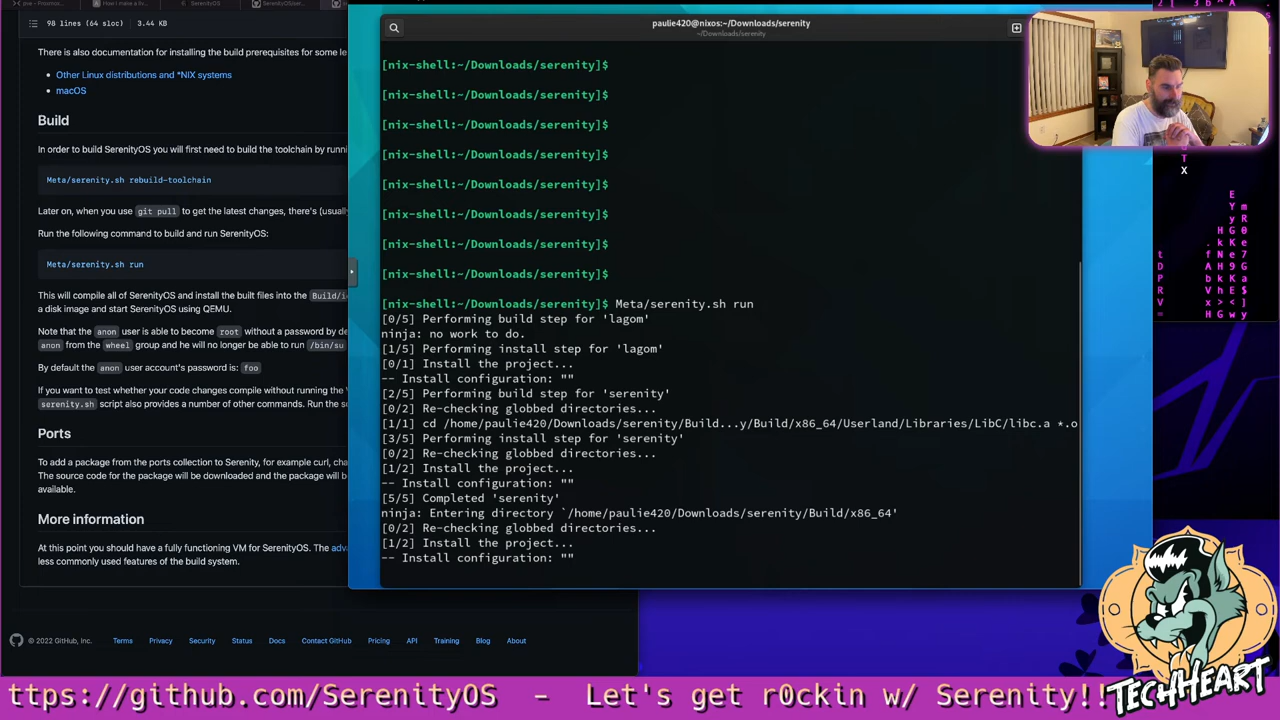 pve - Proxmox
How I make a li
SerenityOS
98 lines (64 sloc)
3.44 KB
There is also documentation for installing the build prerequisites for some le
Other Linux distributions and *NIX systems
macOS
Build
In order to build SerenityOS you will first need to build the toolchain by runni
Meta/serenity.sh rebuild-toolchain
Later on, when you use git pull to get the latest changes, there's (usual
Run the following command to build and run SerenityOS:
Meta/serenity.sh run
This will compile all of SerenityOS and install the built files into the Build/i
a disk image and start SerenityOS using QEMU.
Note that the anon user is able to become root without a password by de
anon from the wheel group and he will no longer be able to run /bin/su
By default the anon user account's password is: foo
If you want to test whether your code changes compile without running the V
serenity.sh script also provides a number of other commands. Run the sc
Ports
To add a package from the ports collection to Serenity, for example curl, cha
The source code for the package will be downloaded and the package will b
available.
More information
At this point you should have a fully functioning VM for SerenityOS. The adva
less commonly used features of the build system.
© 2022 GitHub, Inc.
Terms
Privacy
Security
Status
Docs
Contact GitHub
Pricing
API
Training
Blog
About
paulie420@nixos:~/Downloads/serenity
~/Downloads/serenity
[nix-shell:~/Downloads/serenity]$
[nix-shell:~/Downloads/serenity]$
[nix-shell:~/Downloads/serenity]$
[nix-shell:~/Downloads/serenity]$
[nix-shell:~/Downloads/serenity]$
[nix-shell:~/Downloads/serenity]$
[nix-shell:~/Downloads/serenity]$
[nix-shell:~/Downloads/serenity]$
[nix-shell:~/Downloads/serenity]$ Meta/serenity.sh run
[0/5] Performing build step for 'lagom'
ninja: no work to do.
[1/5] Performing install step for 'lagom'
[0/1] Install the project...
-- Install configuration: ""
[2/5] Performing build step for 'serenity'
[0/2] Re-checking globbed directories...
[1/1] cd /home/paulie420/Downloads/serenity/Build...y/Build/x86_64/Userland/Libraries/LibC/libc.a *.o
[3/5] Performing install step for 'serenity'
[0/2] Re-checking globbed directories...
[1/2] Install the project...
-- Install configuration: ""
[5/5] Completed 'serenity'
ninja: Entering directory `/home/paulie420/Downloads/serenity/Build/x86_64'
[0/2] Re-checking globbed directories...
[1/2] Install the project...
-- Install configuration: ""
ttps://github.com/SerenityOS - Let's get r0ckin w/ Serenity!!
TECHHEART